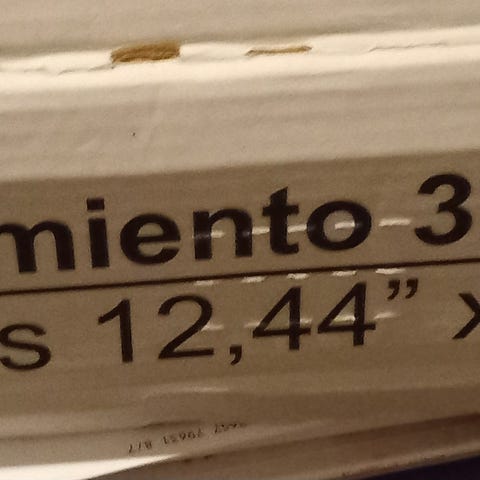 miento 3
s 12,44” x